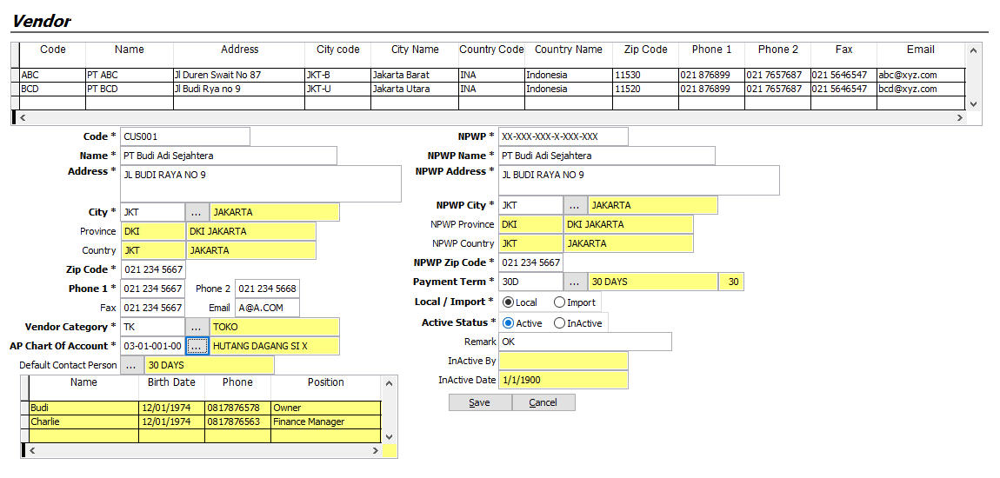 Vendor
Code Name Address City code City Name Country Code Country Name Zip Code Phone 1 Phone 2 Fax Email
ABC PT ABC Jl Duren Swait No 87 JKT-B Jakarta Barat INA Indonesia 11530 021 876899 021 7657687 021 5646547 abc@xyz.com
BCD PT BCD Jl Budi Rya no 9 JKT-U Jakarta Utara INA Indonesia 11520 021 876899 021 7657687 021 5646547 bcd@xyz.com
Code * CUS001
Name * PT Budi Adi Sejahtera
Address * JL BUDI RAYA NO 9
City * JKT ... JAKARTA
Province DKI DKI JAKARTA
Country JKT JAKARTA
Zip Code * 021 234 5667
Phone 1 * 021 234 5667 Phone 2 021 234 5668
Fax 021 234 5667 Email A@A.COM
Vendor Category * TK ... TOKO
AP Chart Of Account * 03-01-001-00 ... HUTANG DAGANG SI X
Default Contact Person ... 30 DAYS
Name Birth Date Phone Position
Budi 12/01/1974 0817876578 Owner
Charlie 12/01/1974 0817876563 Finance Manager
NPWP * XX-XXX-XXX-X-XXX-XXX
NPWP Name * PT Budi Adi Sejahtera
NPWP Address * JL BUDI RAYA NO 9
NPWP City * JKT ... JAKARTA
NPWP Province DKI DKI JAKARTA
NPWP Country JKT JAKARTA
NPWP Zip Code * 021 234 5667
Payment Term * 30D ... 30 DAYS 30
Local / Import * Local Import
Active Status * Active InActive
Remark OK
InActive By
InActive Date 1/1/1900
Save Cancel